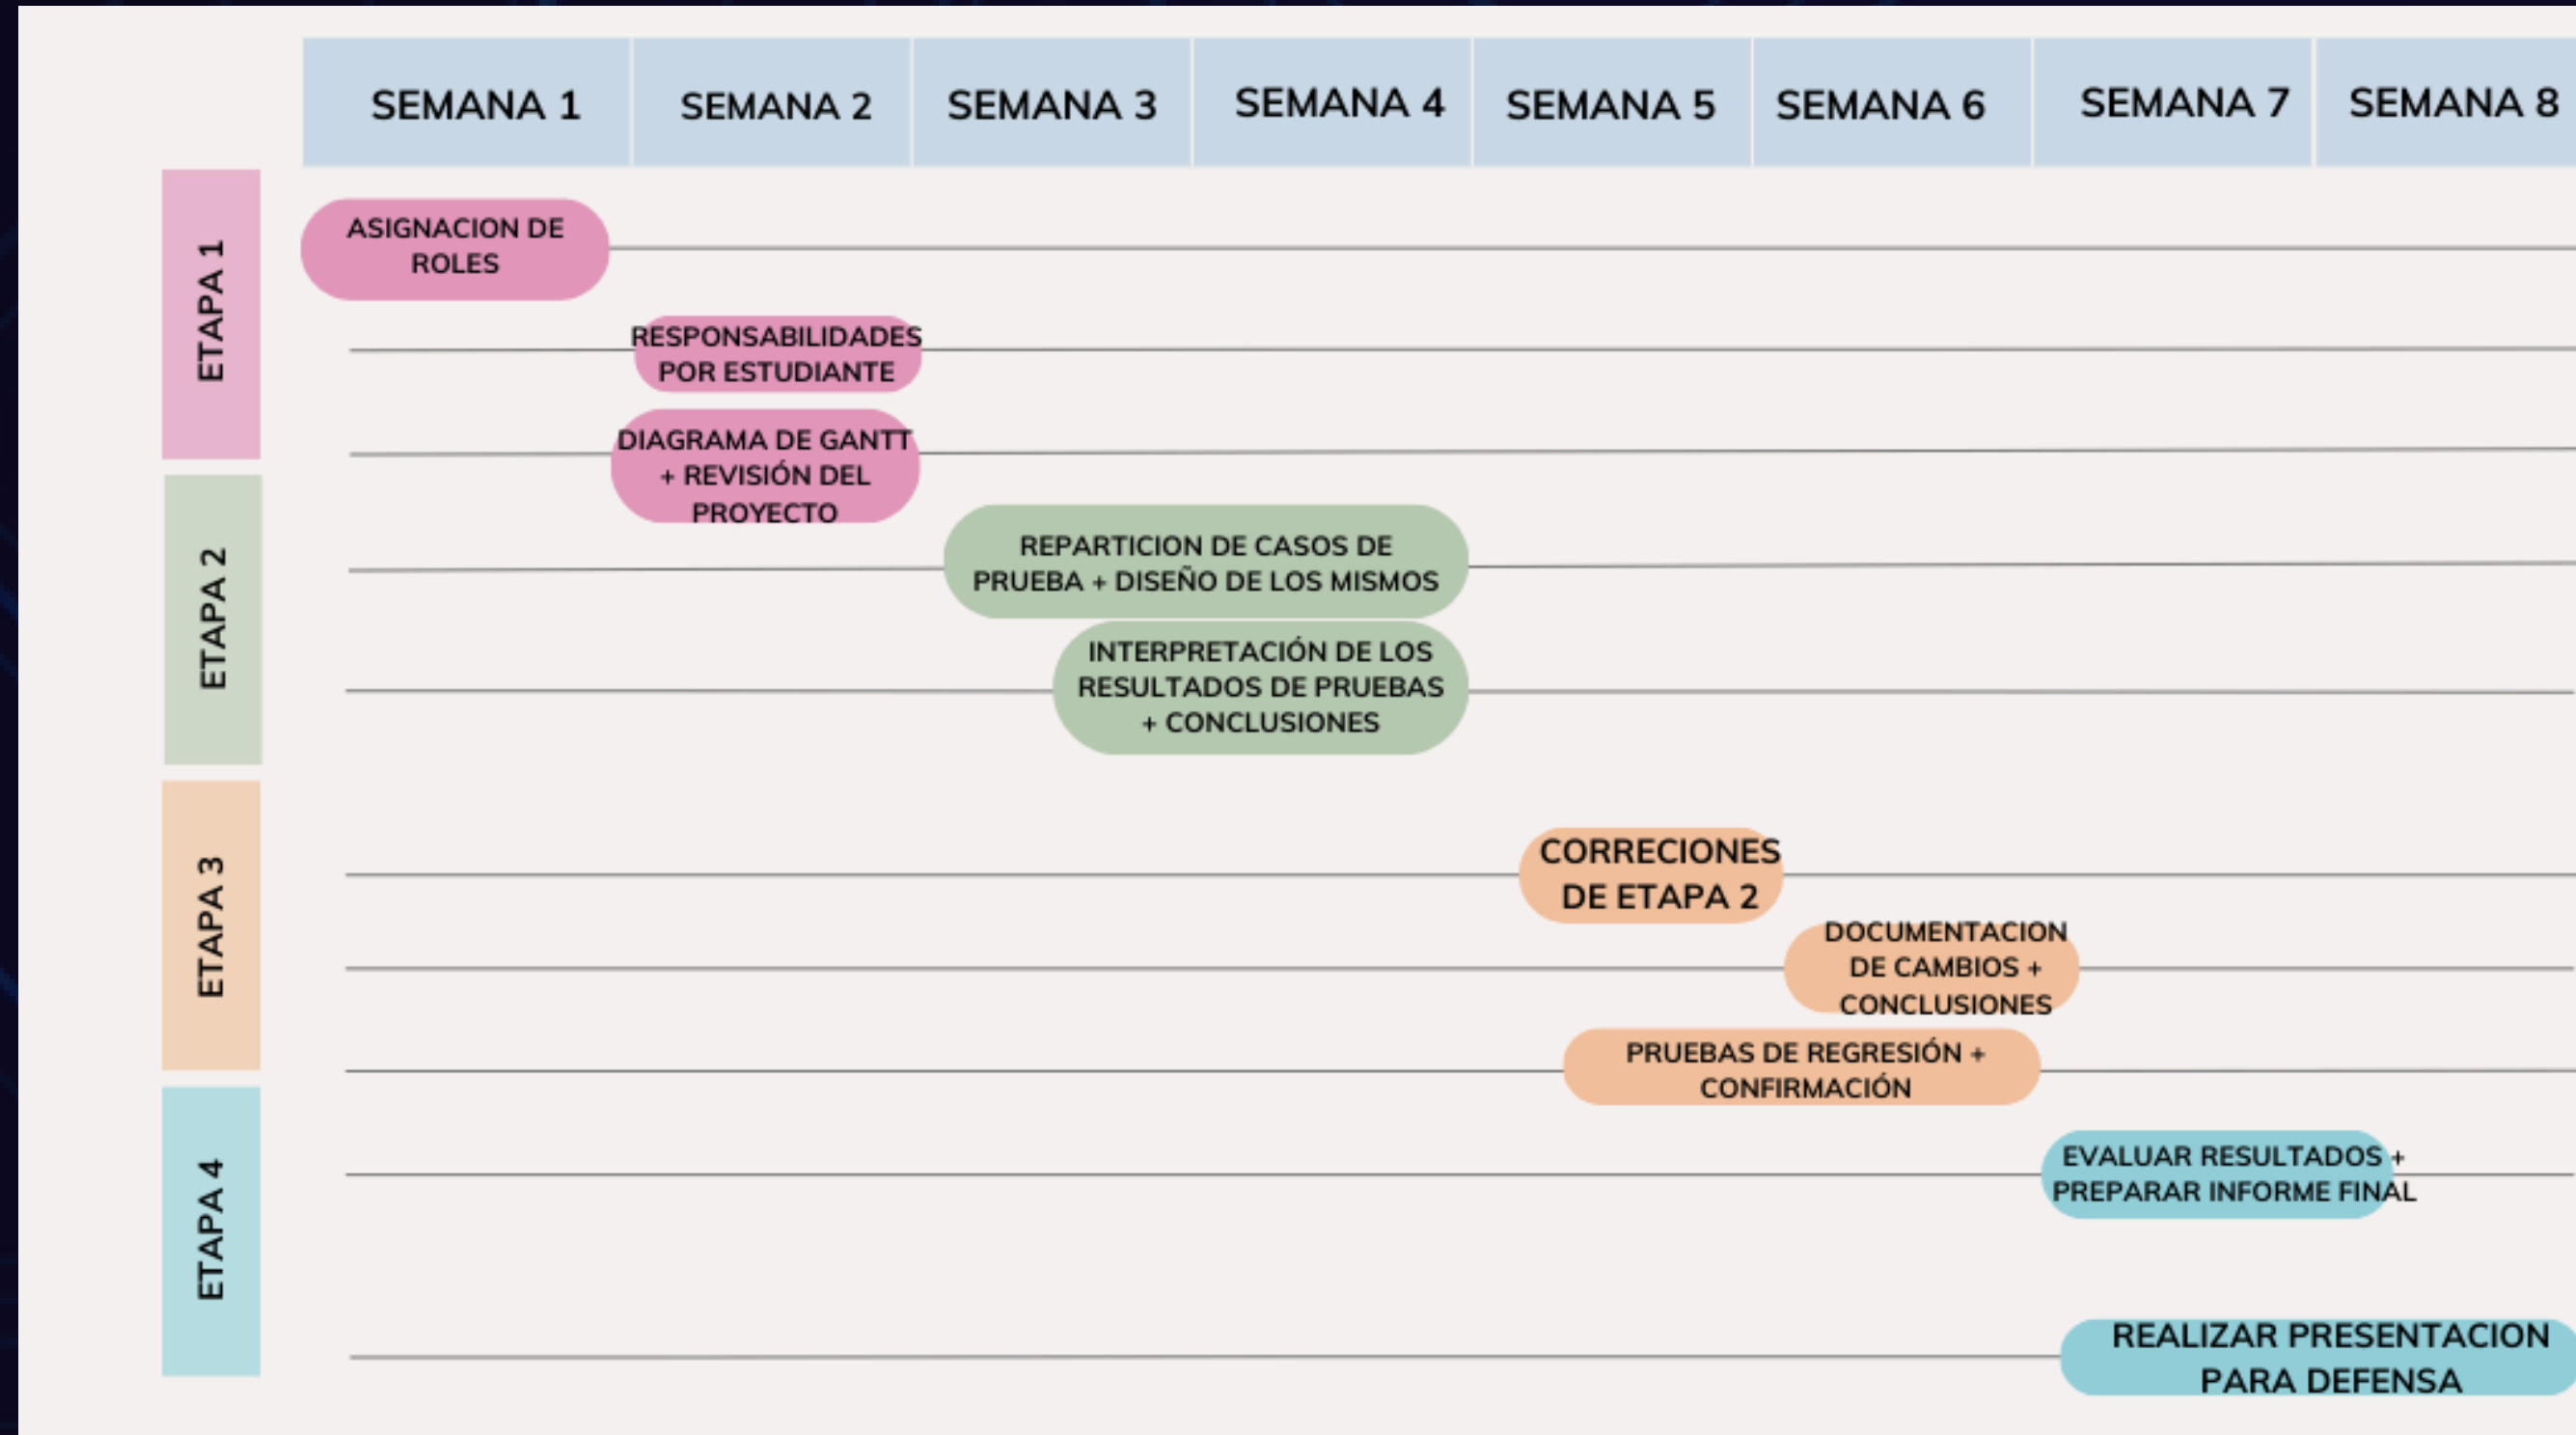 SEMANA 1
SEMANA 2
SEMANA 3
SEMANA 4
SEMANA 5
SEMANA 6
SEMANA 7
SEMANA 8
ETAPA 1
ASIGNACION DE
ROLES
RESPONSABILIDADES
POR ESTUDIANTE
DIAGRAMA DE GANTT
+ REVISIÓN DEL
PROYECTO
ETAPA 2
REPARTICION DE CASOS DE
PRUEBA + DISEÑO DE LOS MISMOS
INTERPRETACIÓN DE LOS
RESULTADOS DE PRUEBAS
+ CONCLUSIONES
ETAPA 3
CORRECIONES
DE ETAPA 2
DOCUMENTACION
DE CAMBIOS +
CONCLUSIONES
PRUEBAS DE REGRESIÓN +
CONFIRMACIÓN
ETAPA 4
EVALUAR RESULTADOS +
PREPARAR INFORME FINAL
REALIZAR PRESENTACION
PARA DEFENSA